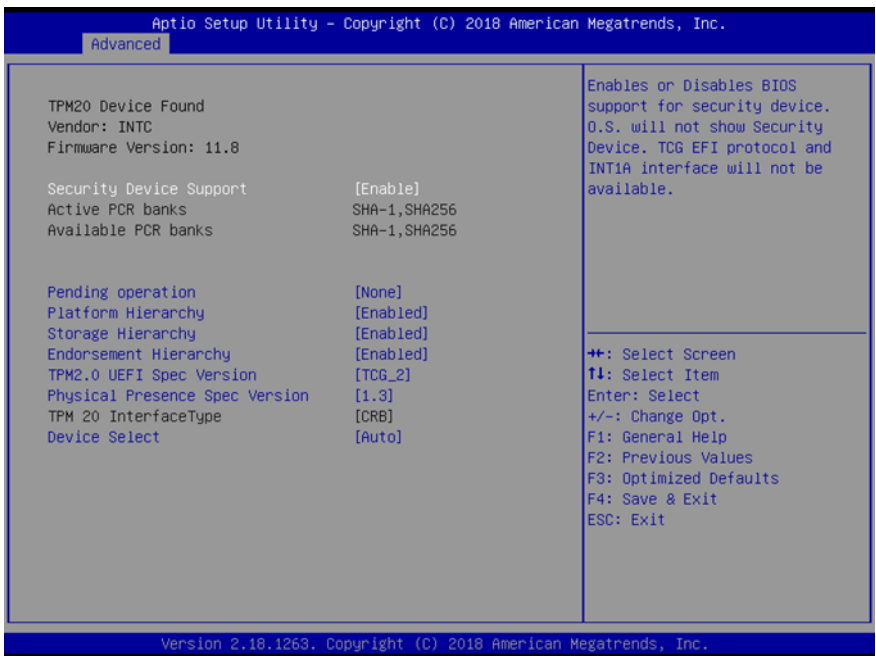 Aptio Setup Utility – Copyright (C) 2018 American Megatrends, Inc.
Advanced
TPM20 Device Found
Vendor: INTC
Firmware Version: 11.8
Security Device Support [Enable]
Active PCR banks SHA-1,SHA256
Available PCR banks SHA-1,SHA256
Pending operation [None]
Platform Hierarchy [Enabled]
Storage Hierarchy [Enabled]
Endorsement Hierarchy [Enabled]
TPM2.0 UEFI Spec Version [TCG_2]
Physical Presence Spec Version [1.3]
TPM 20 InterfaceType [CRB]
Device Select [Auto]
Enables or Disables BIOS
support for security device.
O.S. will not show Security
Device. TCG EFI protocol and
INT1A interface will not be
available.
→←: Select Screen
↑↓: Select Item
Enter: Select
+/-: Change Opt.
F1: General Help
F2: Previous Values
F3: Optimized Defaults
F4: Save & Exit
ESC: Exit
Version 2.18.1263. Copyright (C) 2018 American Megatrends, Inc.